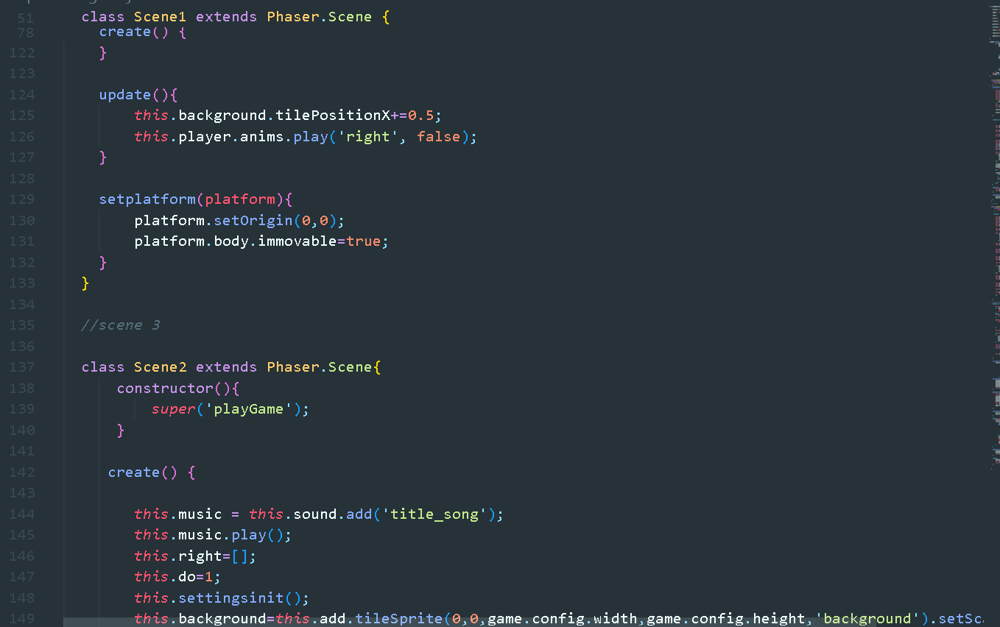 51 class Scene1 extends Phaser.Scene {
78 create() {
122 }
123
124 update(){
125 this.background.tilePositionX+=0.5;
126 this.player.anims.play('right', false);
127 }
128
129 setplatform(platform){
130 platform.setOrigin(0,0);
131 platform.body.immovable=true;
132 }
133 }
134
135 //scene 3
136
137 class Scene2 extends Phaser.Scene{
138 constructor(){
139 super('playGame');
140 }
141
142 create() {
143
144 this.music = this.sound.add('title_song');
145 this.music.play();
146 this.right=[];
147 this.do=1;
148 this.settingsinit();
149 this.background=this.add.tileSprite(0,0,game.config.width,game.config.height,'background').setSc